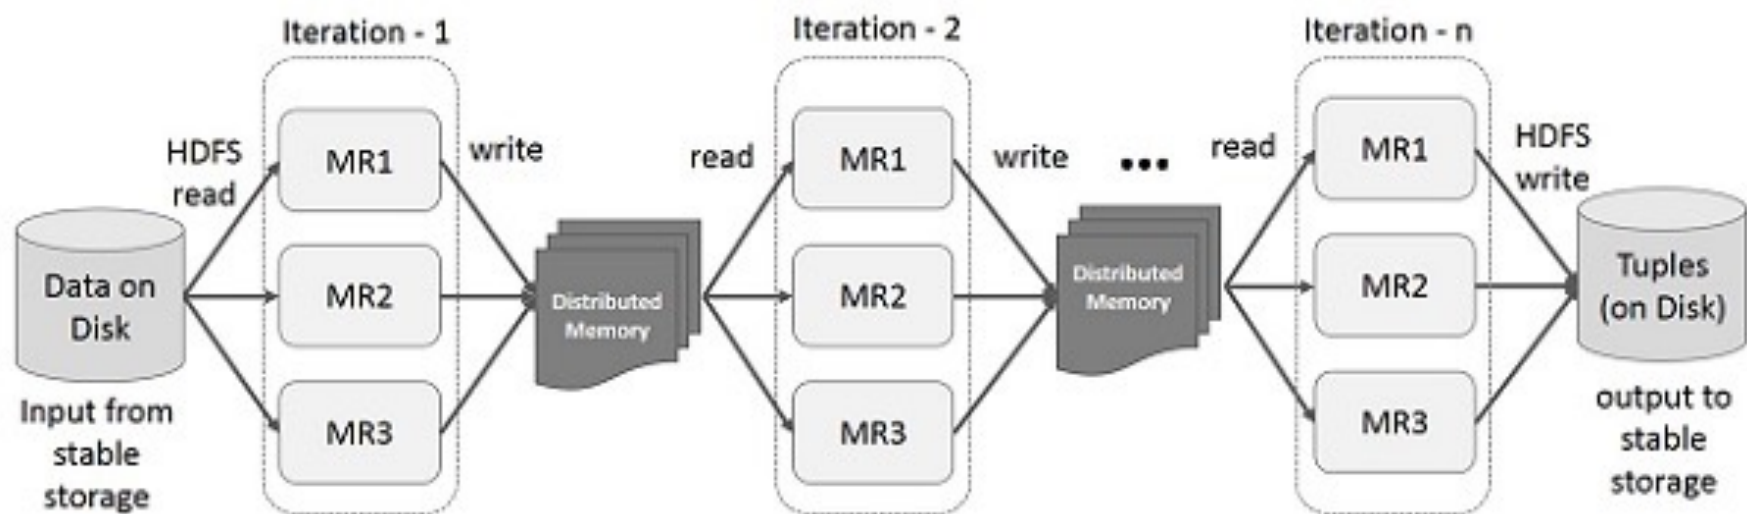 Iteration - 1
Iteration - 2
Iteration - n
HDFS
read
MR1
write
read
MR1
write
...
read
MR1
HDFS
write
Data on
Disk
MR2
Distributed
Memory
MR2
Distributed
Memory
MR2
Tuples
(on Disk)
Input from
stable
storage
MR3
MR3
MR3
output to
stable
storage